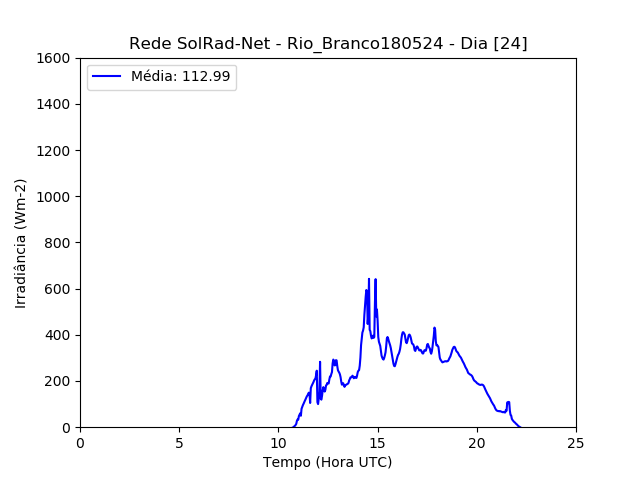 Rede SolRad-Net - Rio_Branco180524 - Dia [24]
Média: 112.99
1600
1400
1200
1000
800
600
400
200
0
Irradiância (Wm-2)
0 5 10 15 20 25
Tempo (Hora UTC)